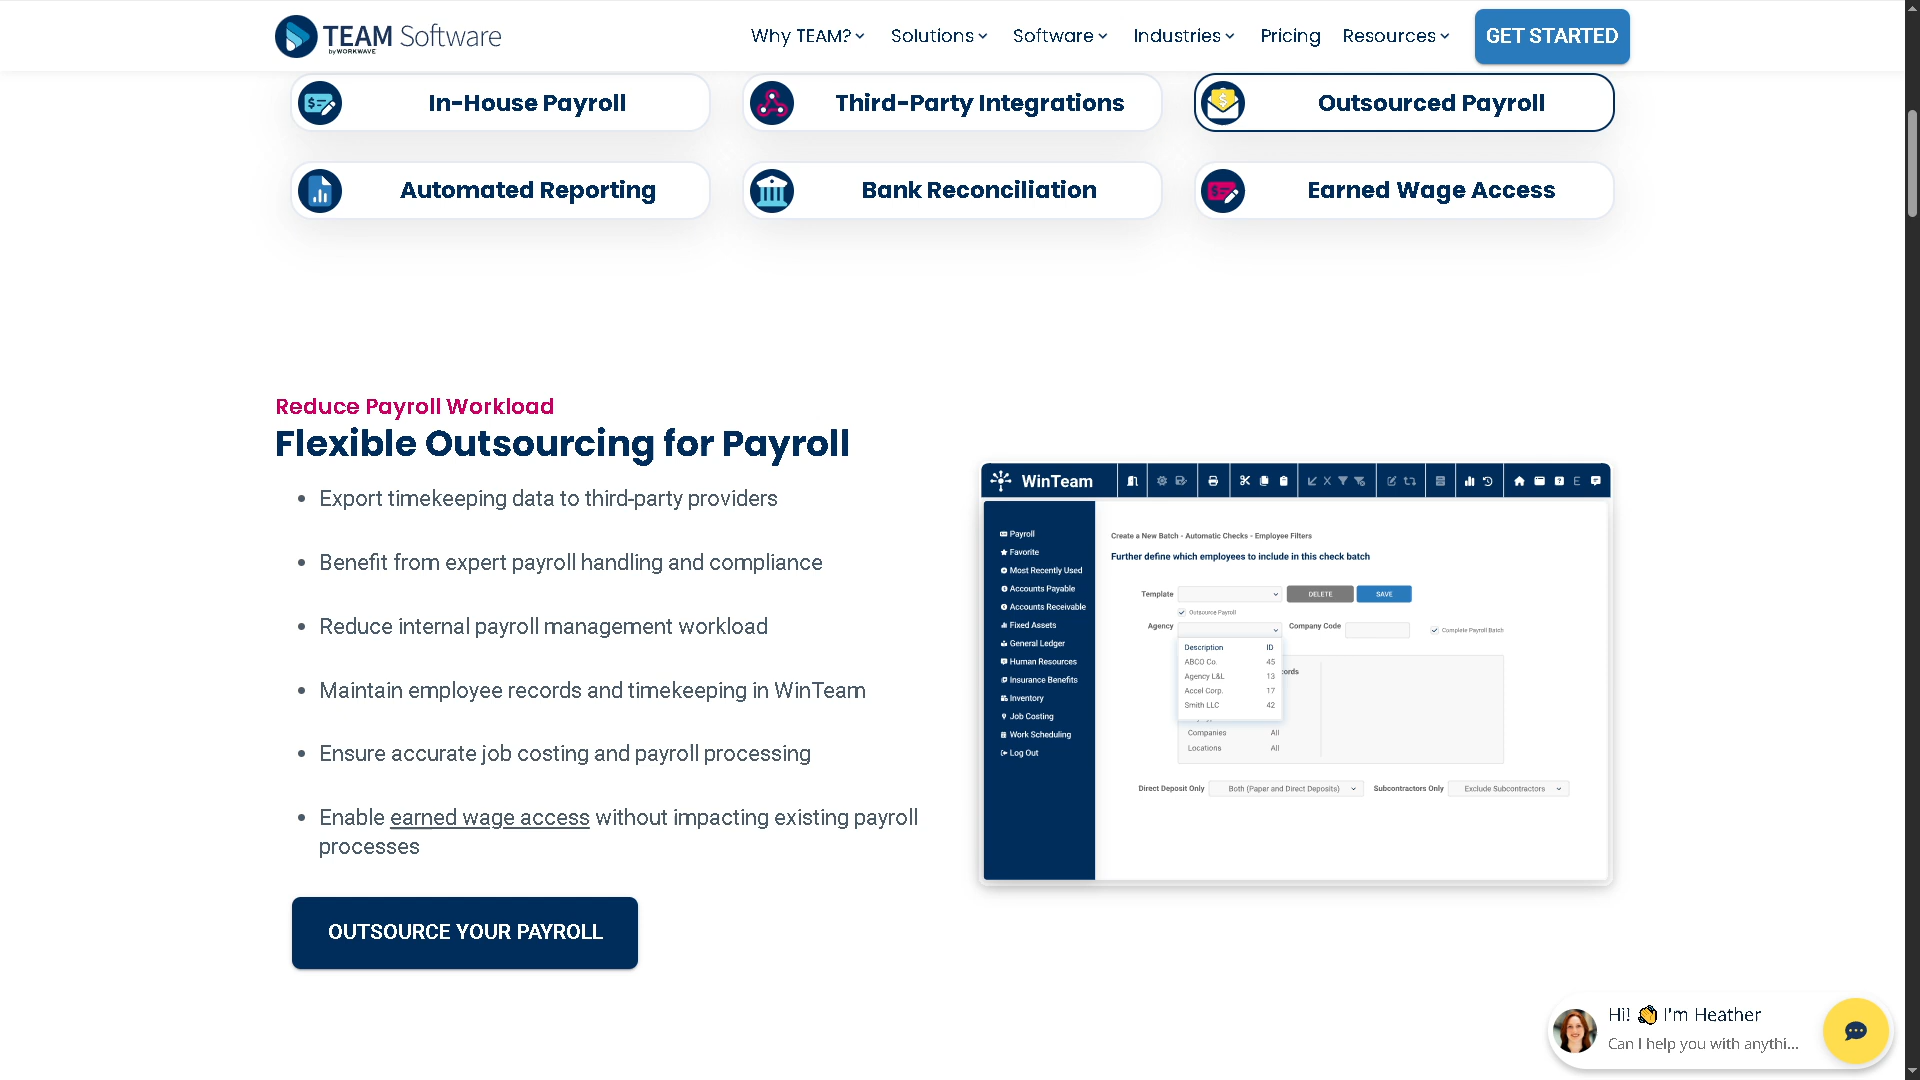 TEAM Software
by WORKWAVE
Why TEAM? Solutions Software Industries Pricing Resources GET STARTED
In-House Payroll
Third-Party Integrations
Outsourced Payroll
Automated Reporting
Bank Reconciliation
Earned Wage Access
Reduce Payroll Workload
Flexible Outsourcing for Payroll
• Export timekeeping data to third-party providers
• Benefit from expert payroll handling and compliance
• Reduce internal payroll management workload
• Maintain employee records and timekeeping in WinTeam
• Ensure accurate job costing and payroll processing
• Enable earned wage access without impacting existing payroll
processes
OUTSOURCE YOUR PAYROLL
WinTeam
E
Payroll
Favorite
Most Recently Used
Accounts Payable
Accounts Receivable
Fixed Assets
General Ledger
Human Resources
Insurance Benefits
Inventory
Job Costing
Work Scheduling
Log Out
Create a New Batch - Automatic Checks - Employee Filters
Further define which employees to include in this check batch
Template DELETE SAVE
Outsource Payroll
Agency Company Code Complete Payroll Batch
Description ID
ABCO Co. 45
Agency L&L 13
Accel Corp. 17
Smith LLC 42
Companies All
Locations All
Direct Deposit Only Both (Paper and Direct Deposits) Subcontractors Only Exclude Subcontractors
Hi! 👋 I'm Heather
Can I help you with anythi...